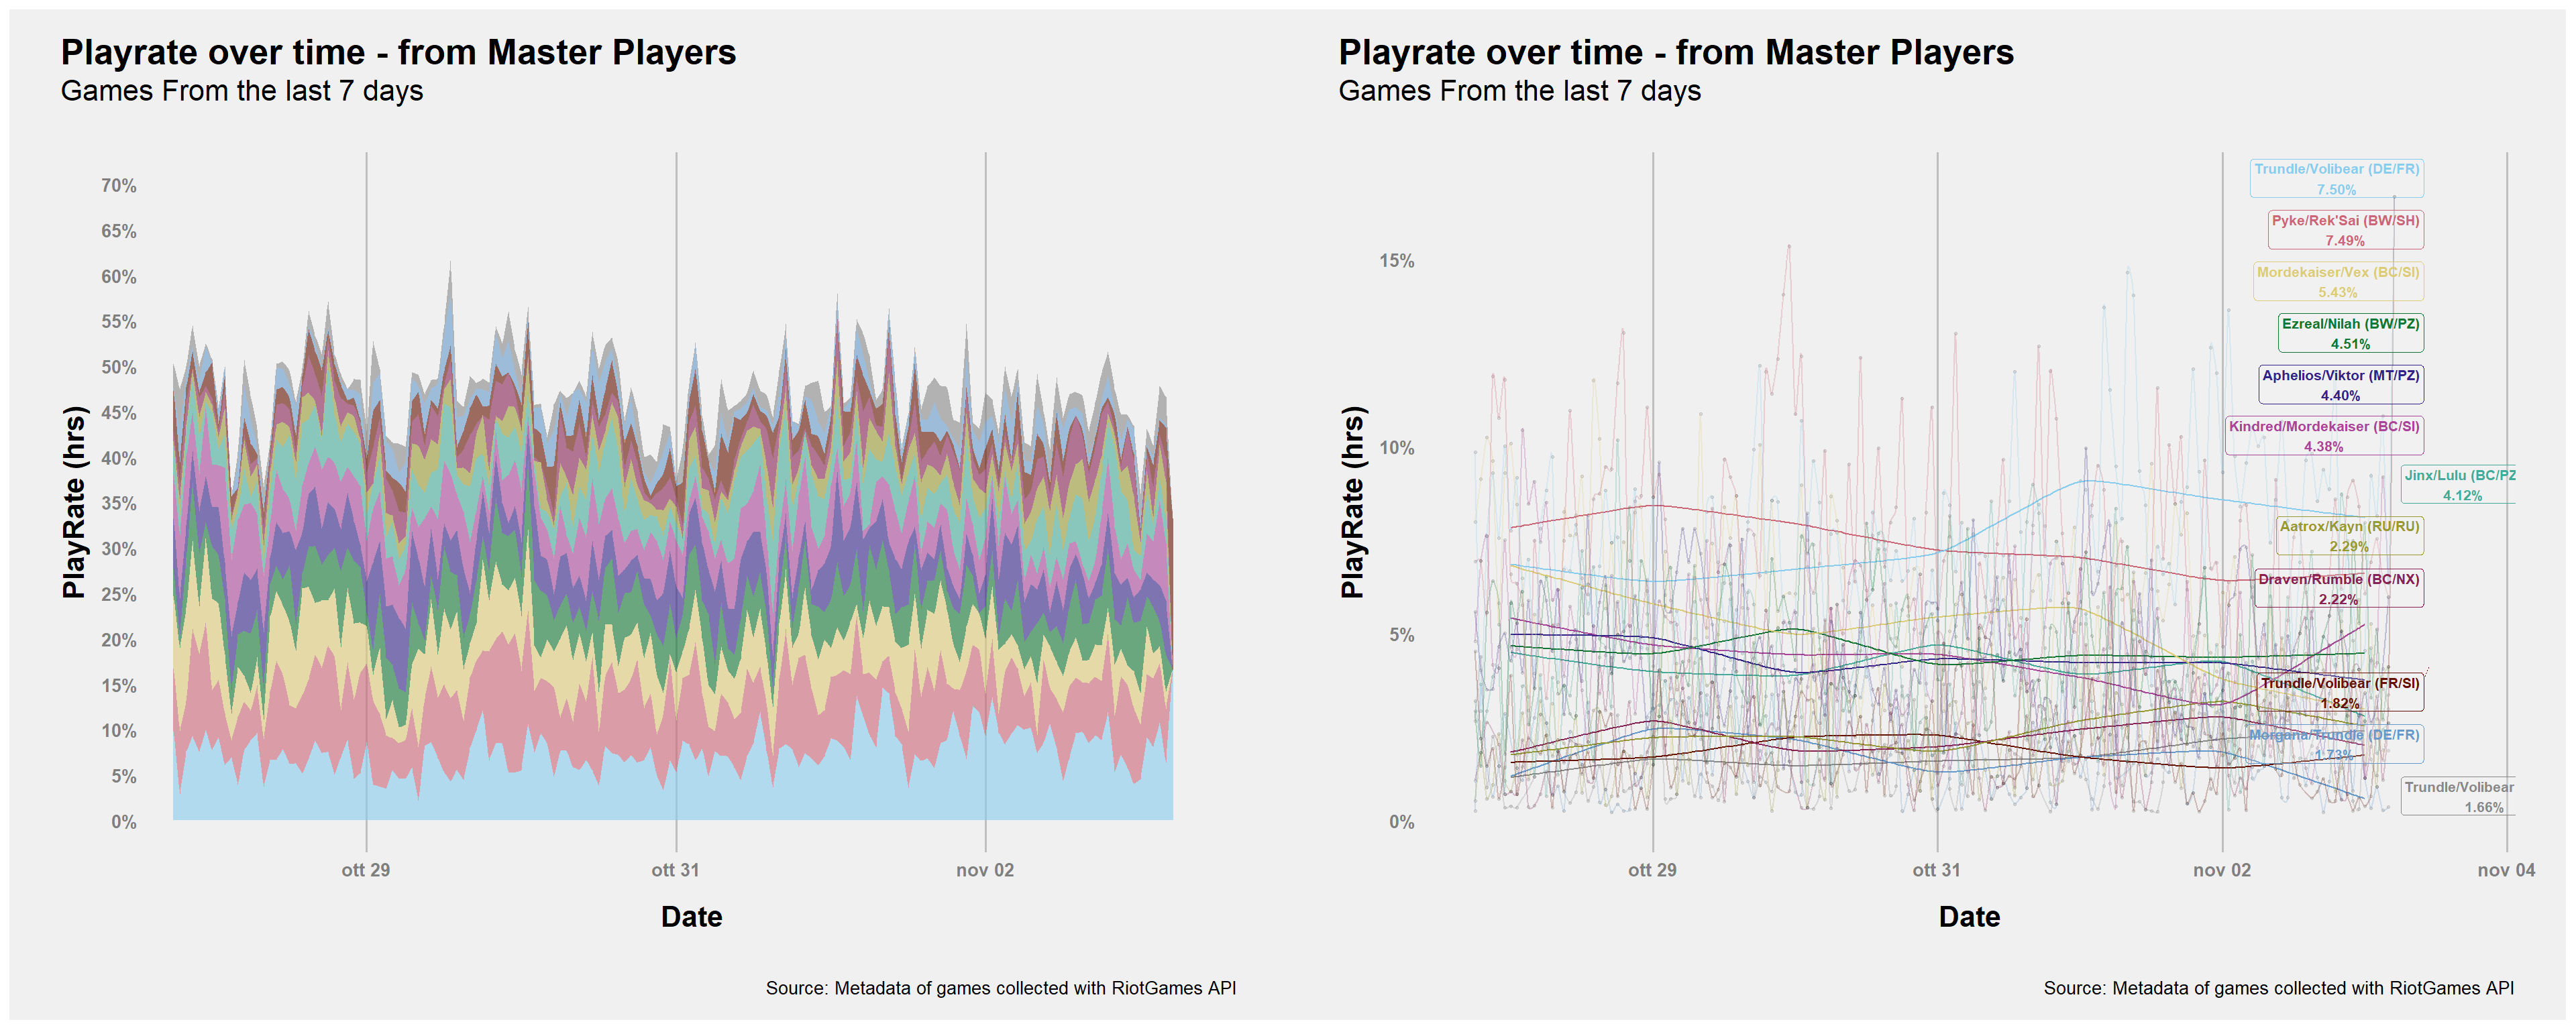 Playrate over time - from Master Players
Games From the last 7 days
PlayRate (hrs)
70%
65%
60%
55%
50%
45%
40%
35%
30%
25%
20%
15%
10%
5%
0%
ott 29
ott 31
nov 02
Date
Source: Metadata of games collected with RiotGames API
Playrate over time - from Master Players
Games From the last 7 days
PlayRate (hrs)
15%
10%
5%
0%
Trundle/Volibear (DE/FR)
7.50%
Pyke/Rek'Sai (BW/SH)
7.49%
Mordekaiser/Vex (BC/SI)
5.43%
Ezreal/Nilah (BW/PZ)
4.51%
Aphelios/Viktor (MT/PZ)
4.40%
Kindred/Mordekaiser (BC/SI)
4.38%
Jinx/Lulu (BC/PZ
4.12%
Aatrox/Kayn (RU/RU)
2.29%
Draven/Rumble (BC/NX)
2.22%
Trundle/Volibear (FR/SI)
1.82%
Morgana/Trundle (DE/FR)
1.73%
Trundle/Volibear
1.66%
ott 29
ott 31
nov 02
nov 04
Date
Source: Metadata of games collected with RiotGames API